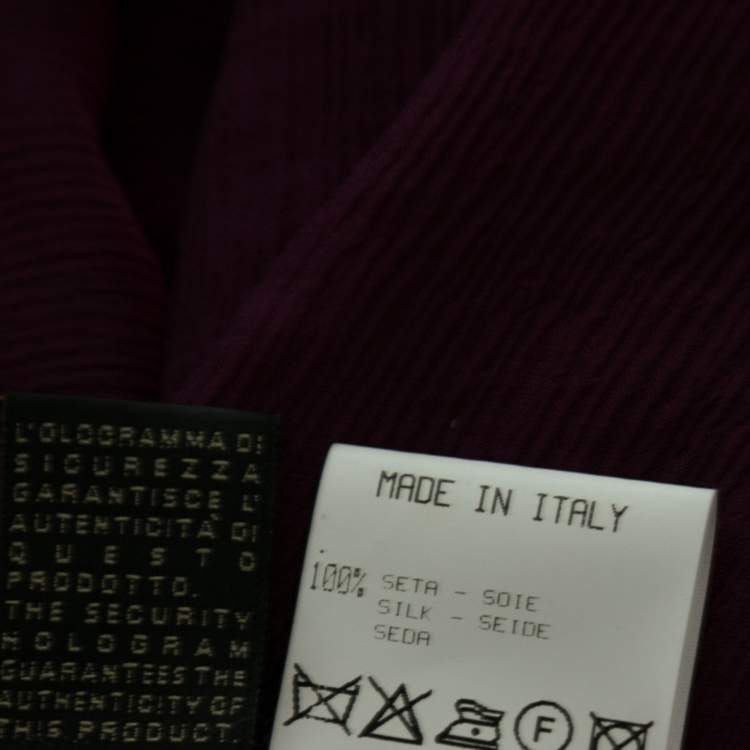 L'OLOGRAMMA DI
SICUREZZA
GARANTISCE L'
AUTENTICITÀ DI
QUESTO
PRODOTTO.
THE SECURITY
HOLOGRAM
GUARANTEES THE
AUTHENTICITY OF
THIS PRODUCT.
MADE IN ITALY
100% SETA - SOIE
SILK - SEIDE
SEDA
F